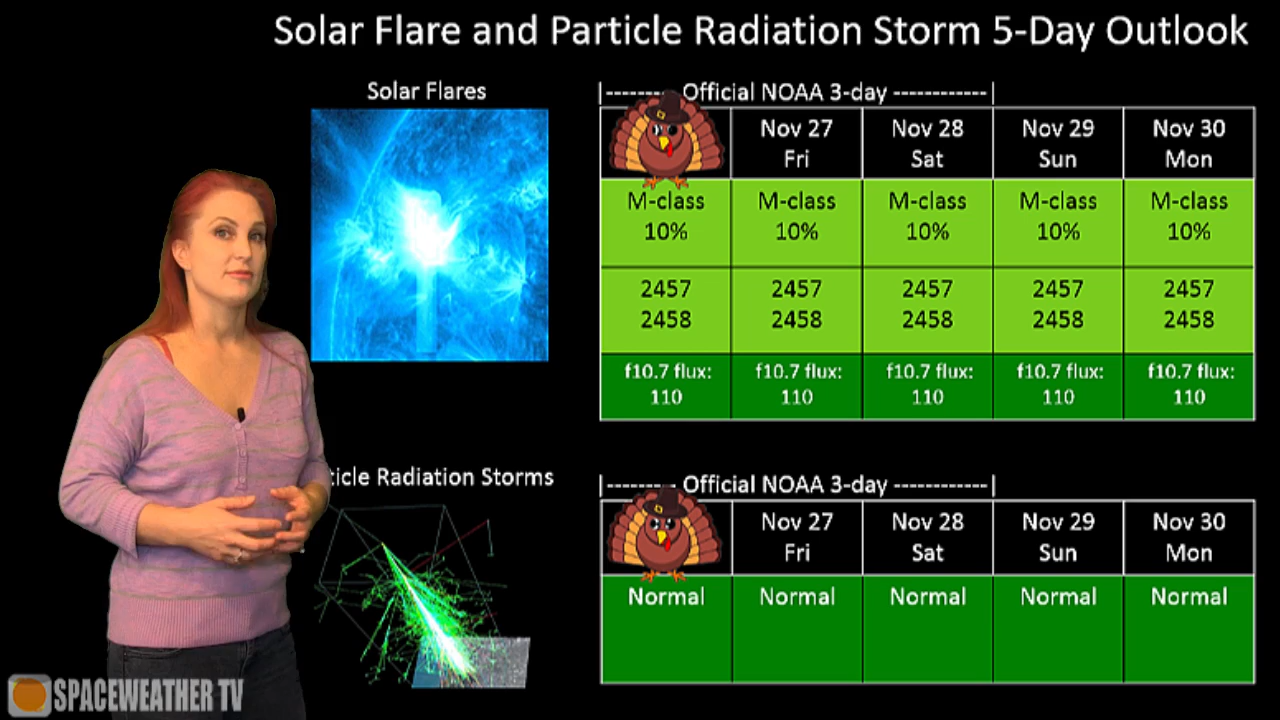 Solar Flare and Particle Radiation Storm 5-Day Outlook
Solar Flares
|-------- Official NOAA 3-day ------------|
Nov 27 Nov 28 Nov 29 Nov 30
Fri Sat Sun Mon
M-class M-class M-class M-class M-class
10% 10% 10% 10% 10%
2457 2457 2457 2457 2457
2458 2458 2458 2458 2458
f10.7 flux: f10.7 flux: f10.7 flux: f10.7 flux: f10.7 flux:
110 110 110 110 110
ticle Radiation Storms
|-------- Official NOAA 3-day ------------|
Nov 27 Nov 28 Nov 29 Nov 30
Fri Sat Sun Mon
Normal Normal Normal Normal Normal
SPACEWEATHER TV